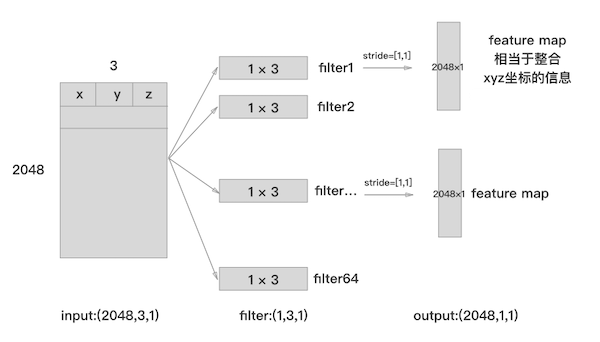 3
x y z
2048
1 × 3 filter1
1 × 3 filter2
1 × 3 filter...
1 × 3 filter64
stride=[1,1]
stride=[1,1]
2048×1
2048×1
feature map
相当于整合
xyz坐标的信息
feature map
input:(2048,3,1)
filter:(1,3,1)
output:(2048,1,1)